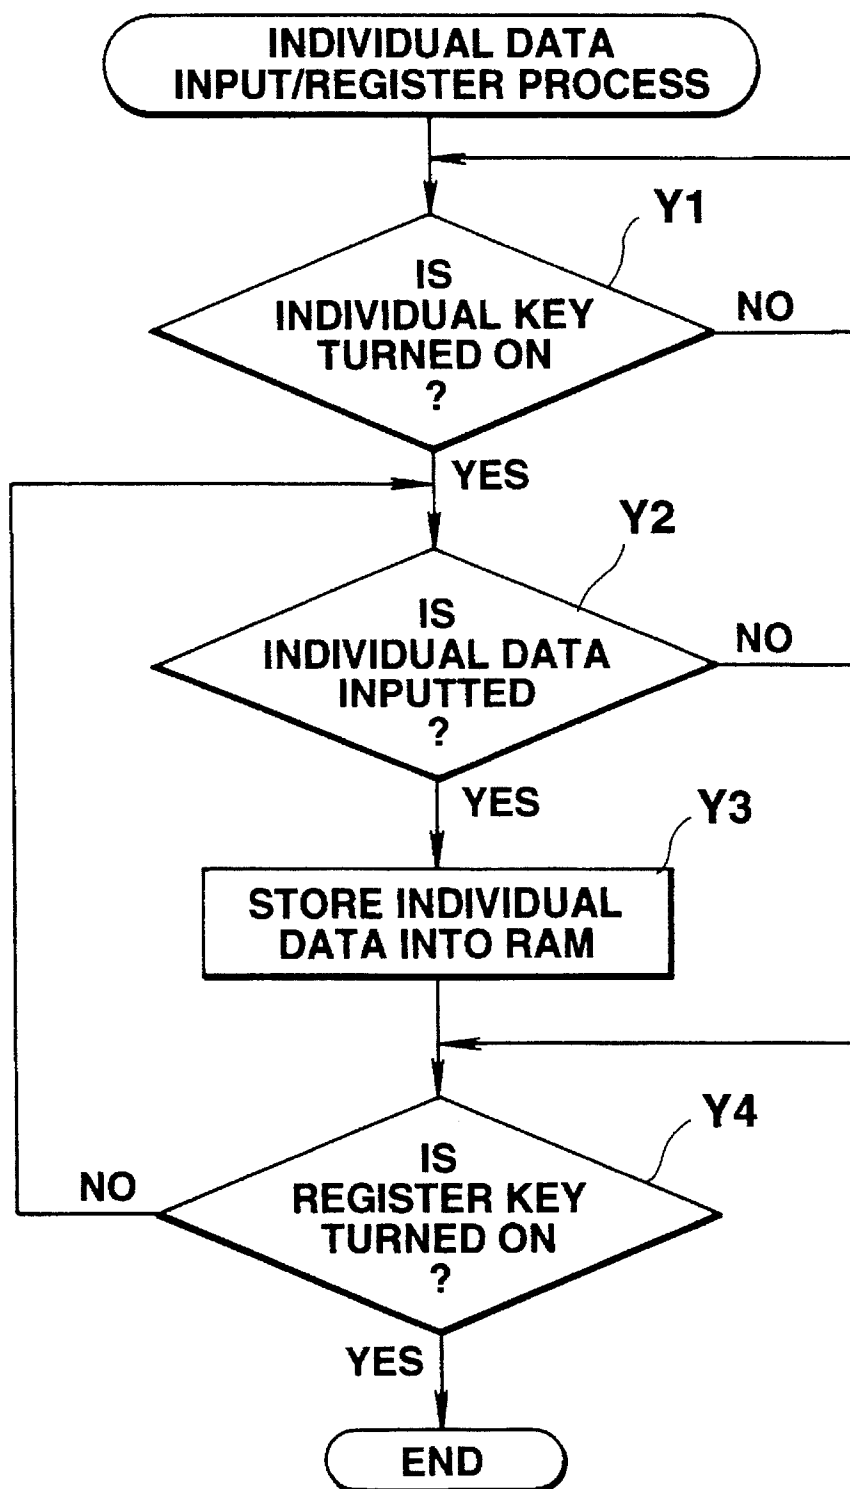 INDIVIDUAL DATA
INPUT/REGISTER PROCESS
Y1
IS
INDIVIDUAL KEY
TURNED ON
?
NO
YES
Y2
IS
INDIVIDUAL DATA
INPUTTED
?
NO
YES
Y3
STORE INDIVIDUAL
DATA INTO RAM
Y4
IS
REGISTER KEY
TURNED ON
?
NO
YES
END